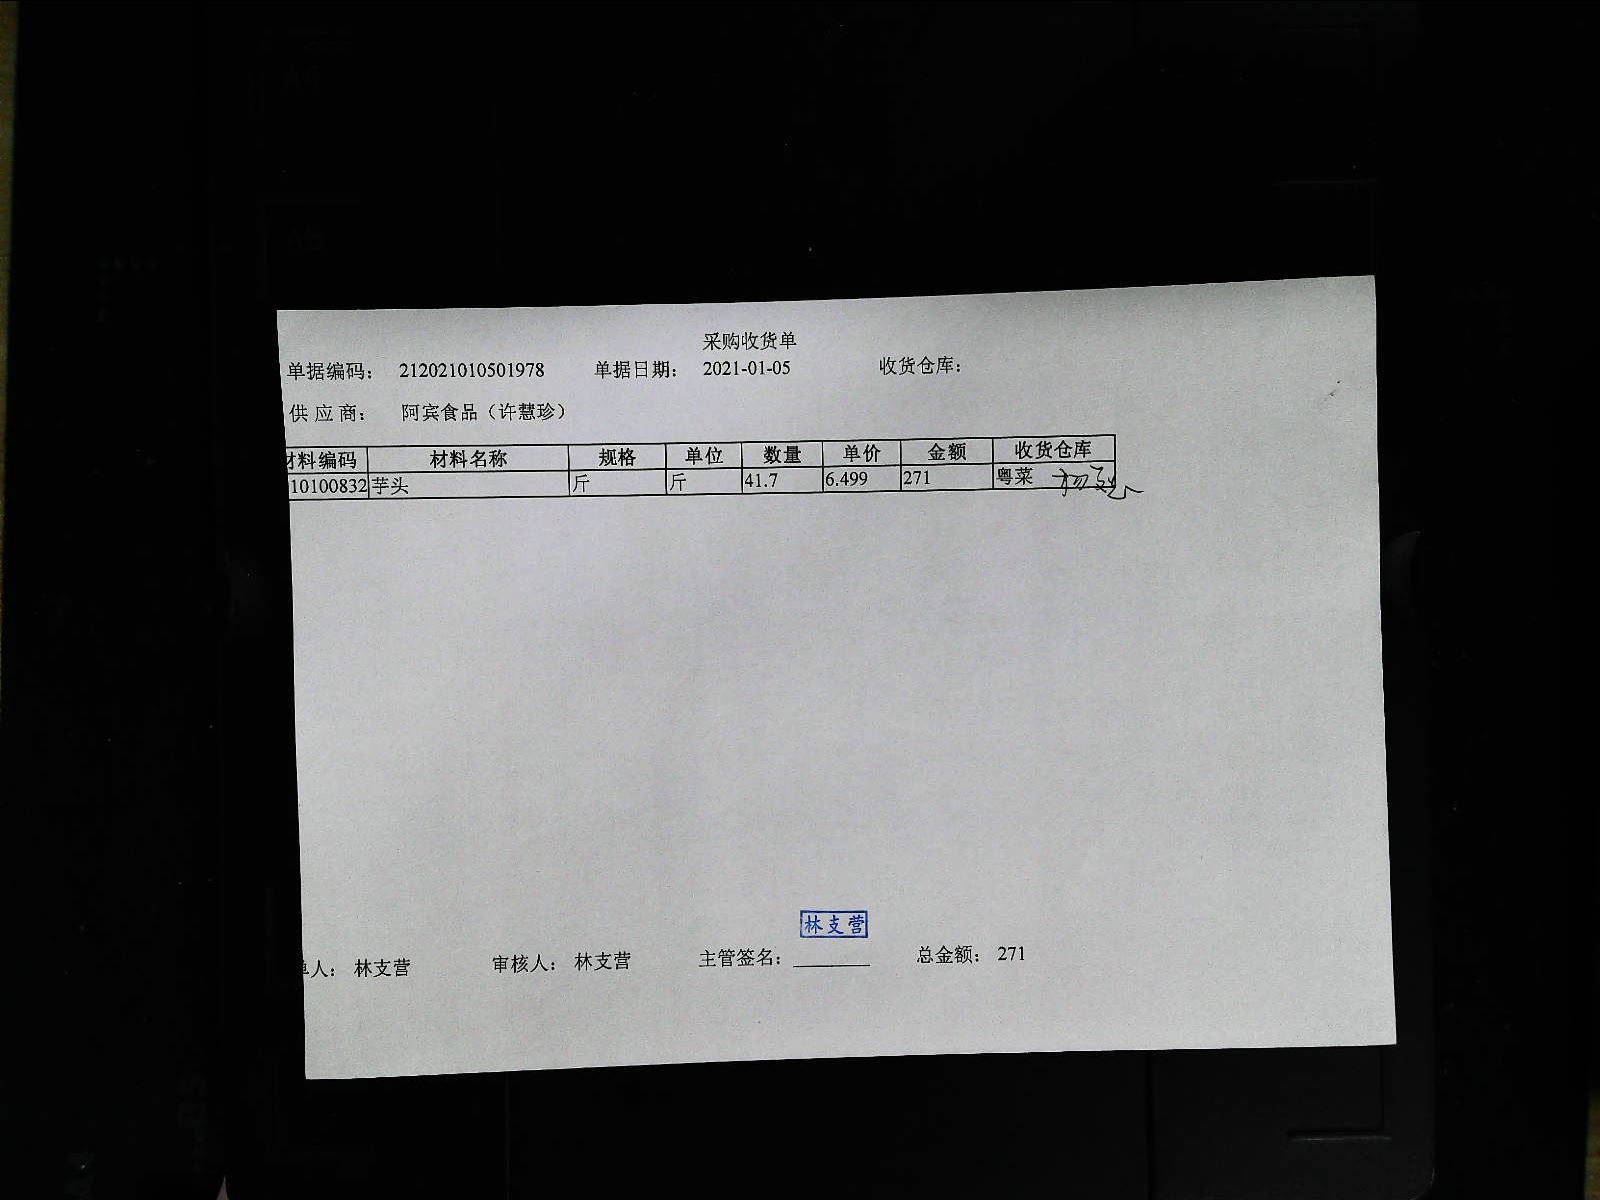 采购收货单
单据编码： 212021010501978 单据日期： 2021-01-05 收货仓库：
供应商： 阿宾食品（许慧珍）
材料编码 材料名称 规格 单位 数量 单价 金额 收货仓库
10100832 芋头 斤 斤 41.7 6.499 271 粤菜
林支营
单人： 林支营 审核人： 林支营 主管签名： 总金额： 271